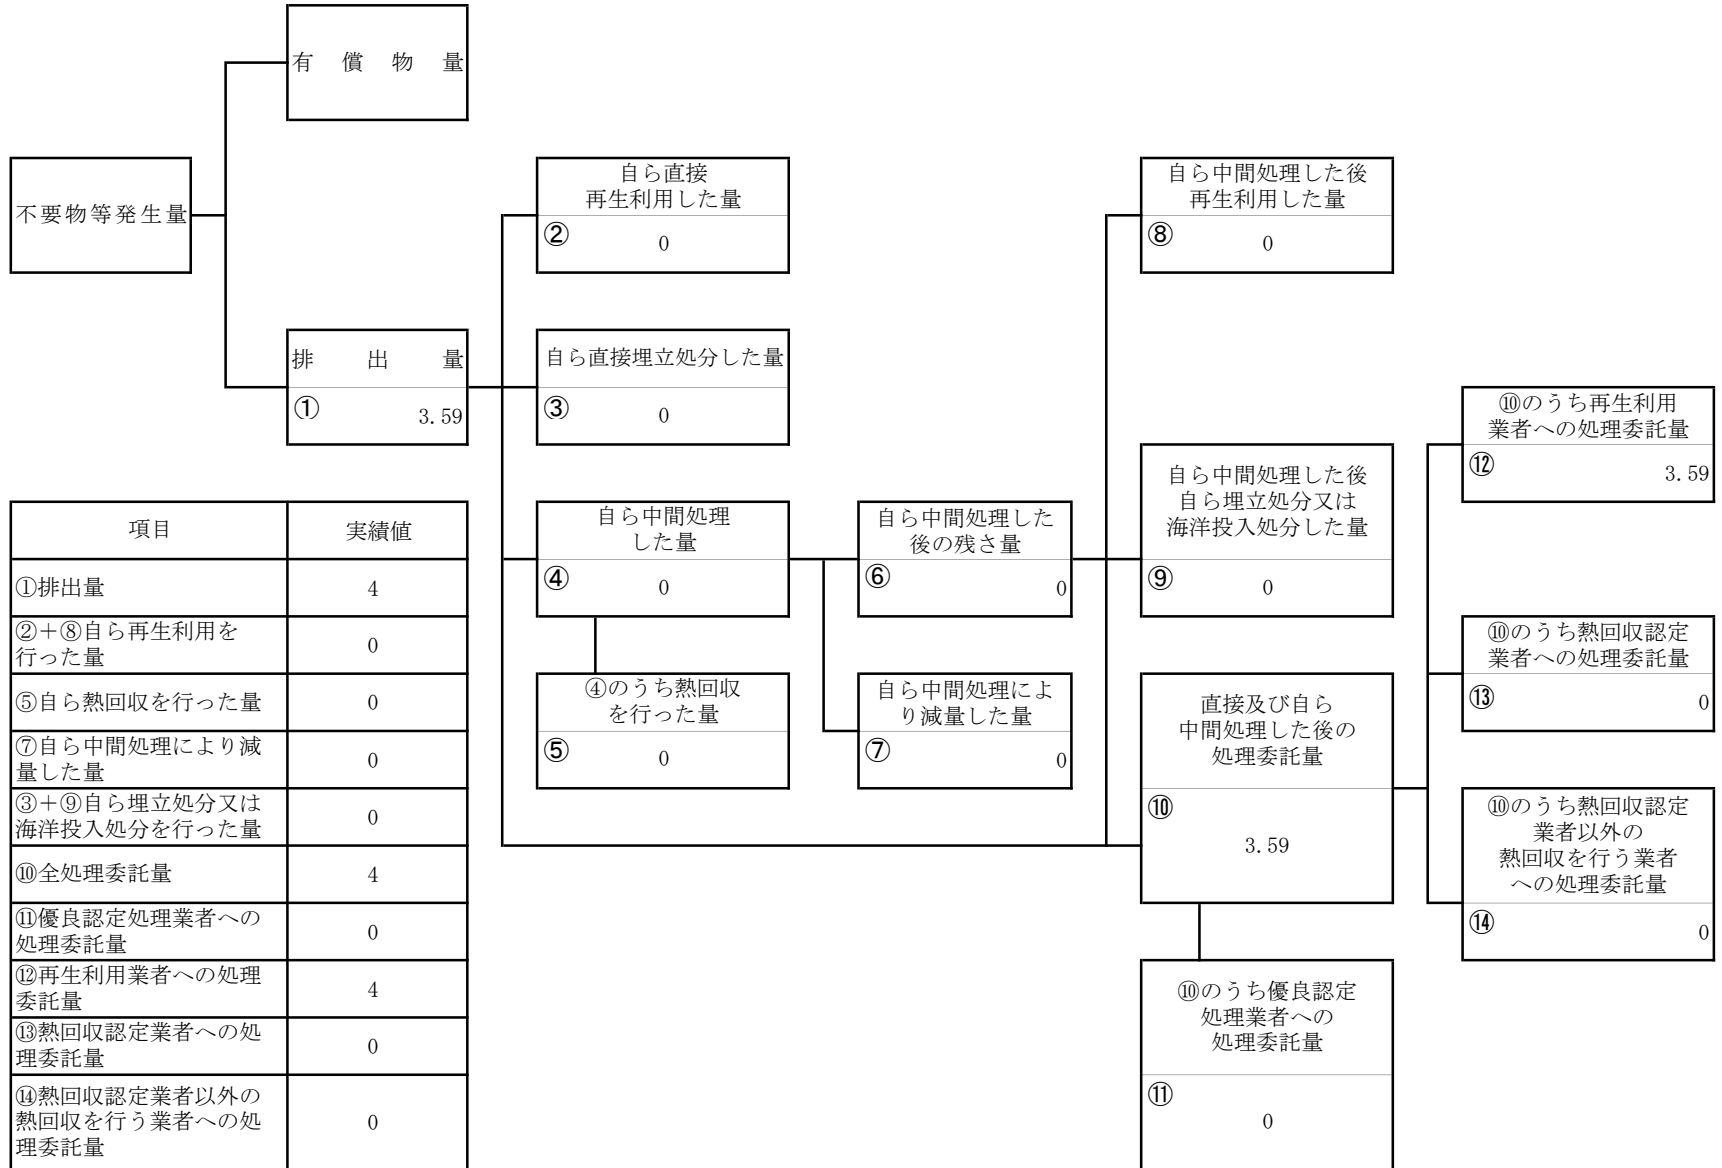 有償物量
不要物等発生量
排出量
① 3.59
自ら直接
再生利用した量
② 0
自ら直接埋立処分した量
③ 0
自ら中間処理
した量
④ 0
④のうち熱回収
を行った量
⑤ 0
自ら中間処理した
後の残さ量
⑥ 0
自ら中間処理によ
り減量した量
⑦ 0
自ら中間処理した後
再生利用した量
⑧ 0
自ら中間処理した後
自ら埋立処分又は
海洋投入処分した量
⑨ 0
直接及び自ら
中間処理した後の
処理委託量
⑩
3.59
⑩のうち優良認定
処理業者への
処理委託量
⑪
0
⑩のうち再生利用
業者への処理委託量
⑫ 3.59
⑩のうち熱回収認定
業者への処理委託量
⑬ 0
⑩のうち熱回収認定
業者以外の
熱回収を行う業者
への処理委託量
⑭ 0
項目 実績値
①排出量 4
②+⑧自ら再生利用を
行った量 0
⑤自ら熱回収を行った量 0
⑦自ら中間処理により減
量した量 0
③+⑨自ら埋立処分又は
海洋投入処分を行った量 0
⑩全処理委託量 4
⑪優良認定処理業者への
処理委託量 0
⑫再生利用業者への処理
委託量 4
⑬熱回収認定業者への処
理委託量 0
⑭熱回収認定業者以外の
熱回収を行う業者への処 0
理委託量